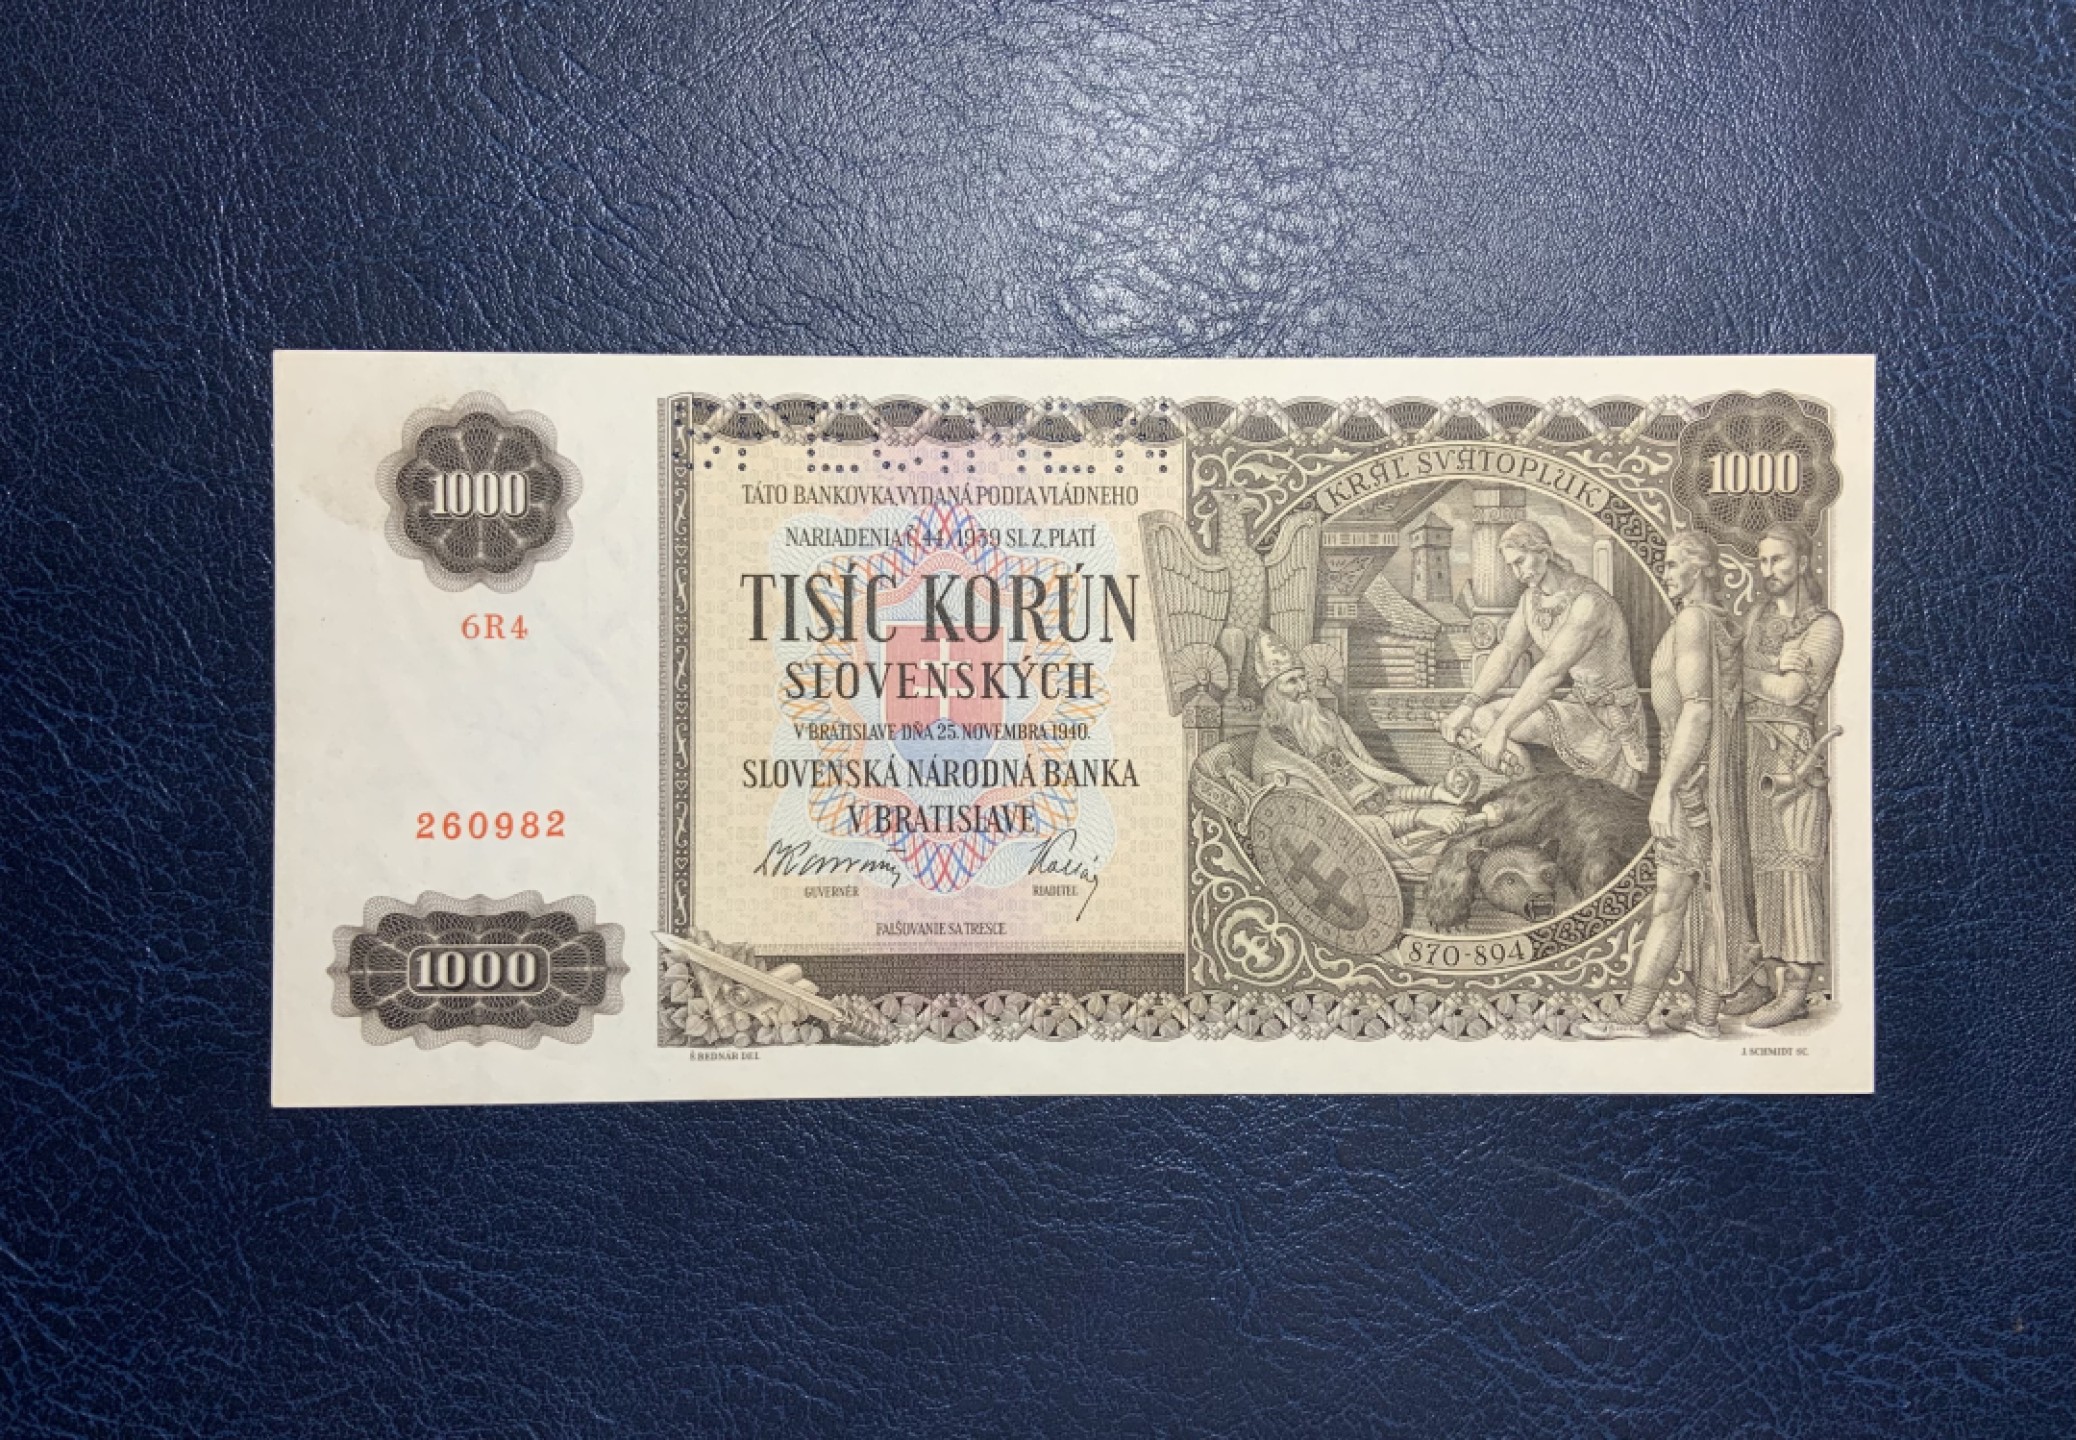 1000
6R4
260982
1000
TÁTO BANKOVKA VYDANÁ PODĽA VLÁDNEHO
NARIADENIA Č. 44/1939 SL. Z. PLATÍ
TISÍC KORÚN
SLOVENSKÝCH
V BRATISLAVE DŇA 25. NOVEMBRA 1940.
SLOVENSKÁ NÁRODNÁ BANKA
V BRATISLAVE
GUVERNÉR
RIADITEĽ
FALŠOVANIE SA TRESCE
Š. BEDNÁR DEL
KRÁĽ SVÄTOPLUK
1000
870-894
J. SCHMIDT SC.